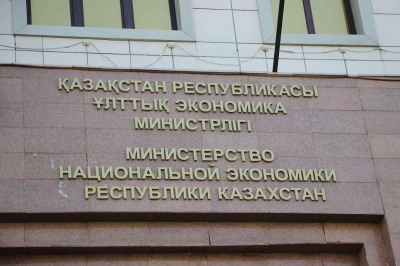 ҚАЗАҚСТАН РЕСПУБЛИКАСЫ
ҰЛТТЫҚ ЭКОНОМИКА
МИНИСТРЛІГІ
МИНИСТЕРСТВО
НАЦИОНАЛЬНОЙ ЭКОНОМИКИ
РЕСПУБЛИКИ КАЗАХСТАН